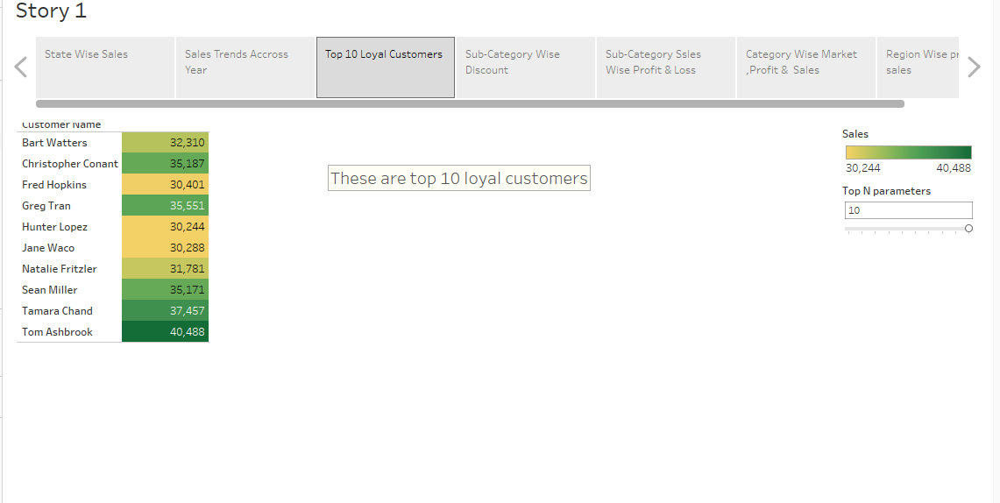 Story 1
State Wise Sales
Sales Trends Accross
Year
Top 10 Loyal Customers
Sub-Category Wise
Discount
Sub-Category Ssles
Wise Profit & Loss
Category Wise Market
,Profit & Sales
Region Wise pr
sales
Customer Name
Bart Watters 32,310
Christopher Conant 35,187
Fred Hopkins 30,401
Greg Tran 35,551
Hunter Lopez 30,244
Jane Waco 30,288
Natalie Fritzler 31,781
Sean Miller 35,171
Tamara Chand 37,457
Tom Ashbrook 40,488
These are top 10 loyal customers
Sales
30,244 40,488
Top N parameters
10